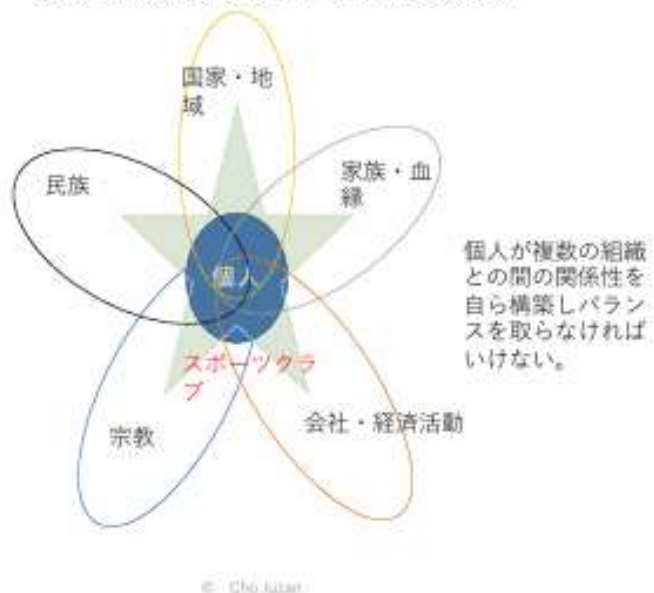 国家・地
域
民族
家族・血
縁
個人
個人が複数の組織
との間の関係性を
自ら構築しバラン
スを取らなければ
いけない。
スポーツクラ
ブ
宗教
会社・経済活動